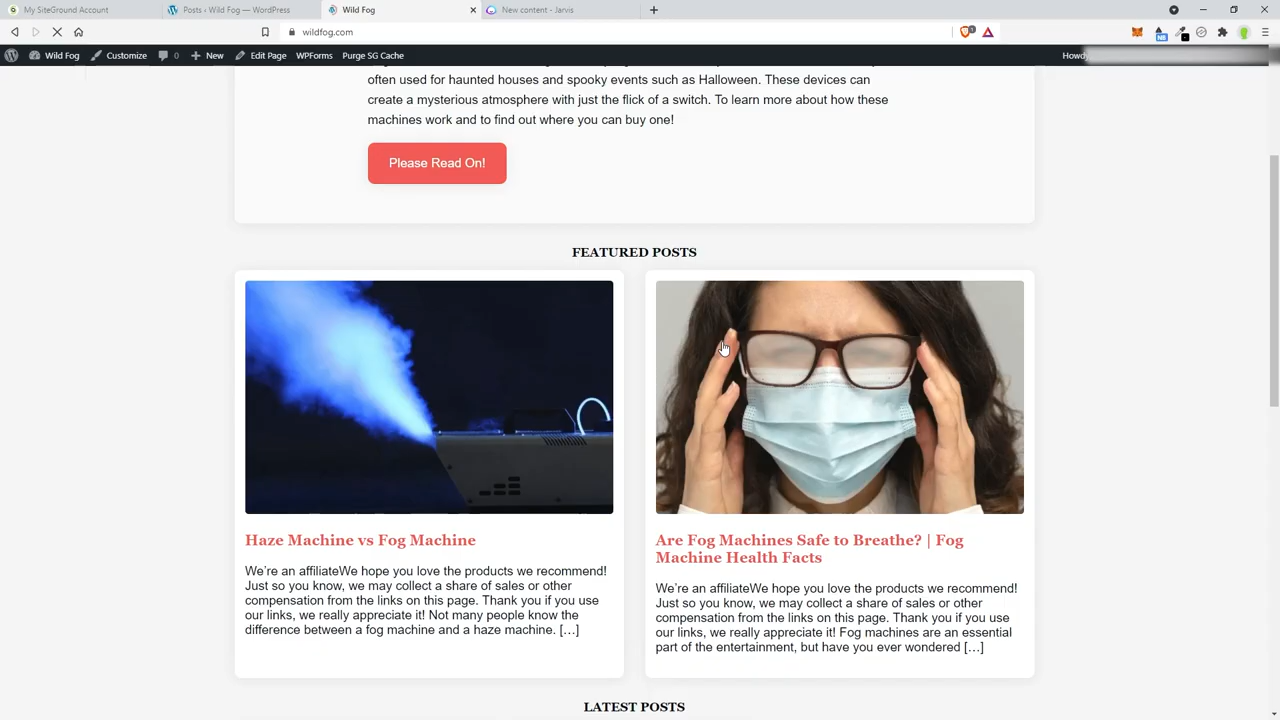 My SiteGround Account
Posts ‹ Wild Fog — WordPress
Wild Fog
New content - Jarvis
wildfog.com
Wild Fog
Customize
0
New
Edit Page
WPForms
Purge SG Cache
Howdy
often used for haunted houses and spooky events such as Halloween. These devices can
create a mysterious atmosphere with just the flick of a switch. To learn more about how these
machines work and to find out where you can buy one!
Please Read On!
FEATURED POSTS
Haze Machine vs Fog Machine
We’re an affiliateWe hope you love the products we recommend!
Just so you know, we may collect a share of sales or other
compensation from the links on this page. Thank you if you use
our links, we really appreciate it! Not many people know the
difference between a fog machine and a haze machine. […]
Are Fog Machines Safe to Breathe? | Fog
Machine Health Facts
We’re an affiliateWe hope you love the products we recommend!
Just so you know, we may collect a share of sales or other
compensation from the links on this page. Thank you if you use
our links, we really appreciate it! Fog machines are an essential
part of the entertainment, but have you ever wondered […]
LATEST POSTS